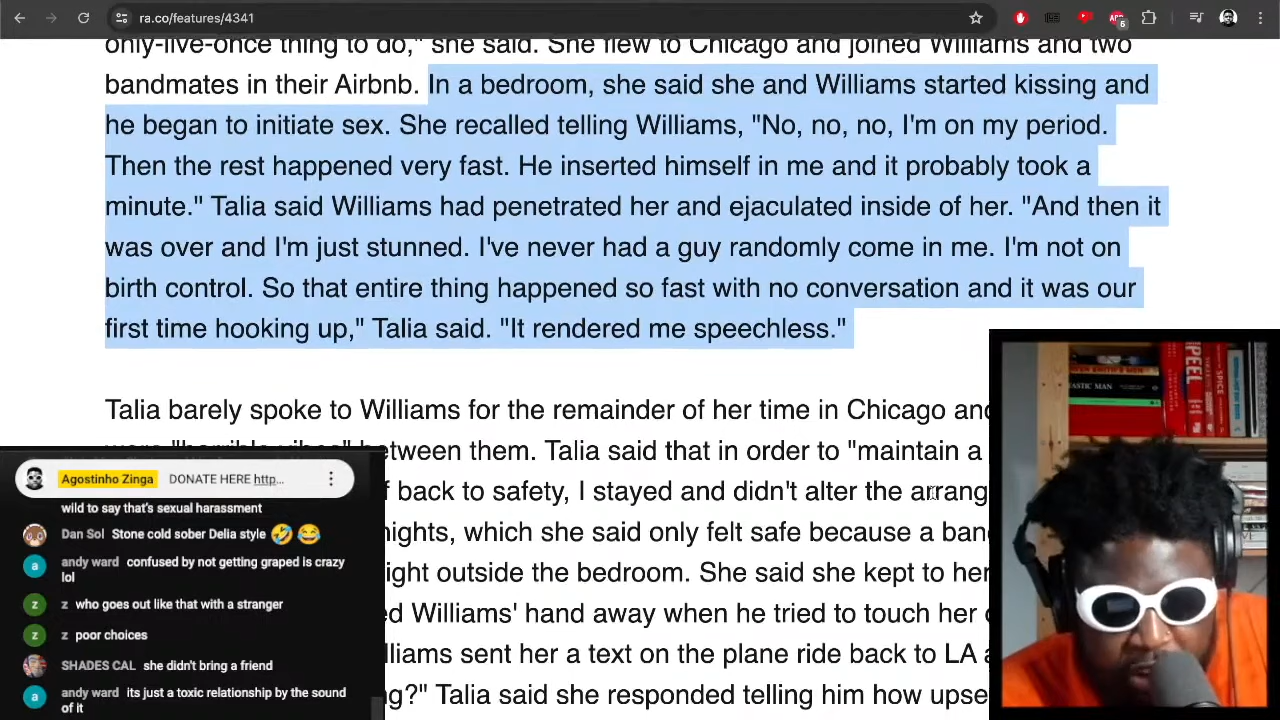 ra.co/features/4341
6
only-live-once thing to do," she said. She flew to Chicago and joined Williams and two
bandmates in their Airbnb. In a bedroom, she said she and Williams started kissing and
he began to initiate sex. She recalled telling Williams, "No, no, no, I'm on my period.
Then the rest happened very fast. He inserted himself in me and it probably took a
minute." Talia said Williams had penetrated her and ejaculated inside of her. "And then it
was over and I'm just stunned. I've never had a guy randomly come in me. I'm not on
birth control. So that entire thing happened so fast with no conversation and it was our
first time hooking up," Talia said. "It rendered me speechless."
Talia barely spoke to Williams for the remainder of her time in Chicago and
were "horrible vibes" between them. Talia said that in order to "maintain a
f back to safety, I stayed and didn't alter the arrang
nights, which she said only felt safe because a ban
ight outside the bedroom. She said she kept to her
ed Williams' hand away when he tried to touch her
lliams sent her a text on the plane ride back to LA
ng?" Talia said she responded telling him how upse
Agostinho Zinga DONATE HERE http...
wild to say that's sexual harassment
Dan Sol Stone cold sober Delia style 🤣 😂
a andy ward confused by not getting graped is crazy
lol
z z who goes out like that with a stranger
z z poor choices
SHADES CAL she didn't bring a friend
a andy ward its just a toxic relationship by the sound
of it
TASTIC MAN
PEEL
SPICE